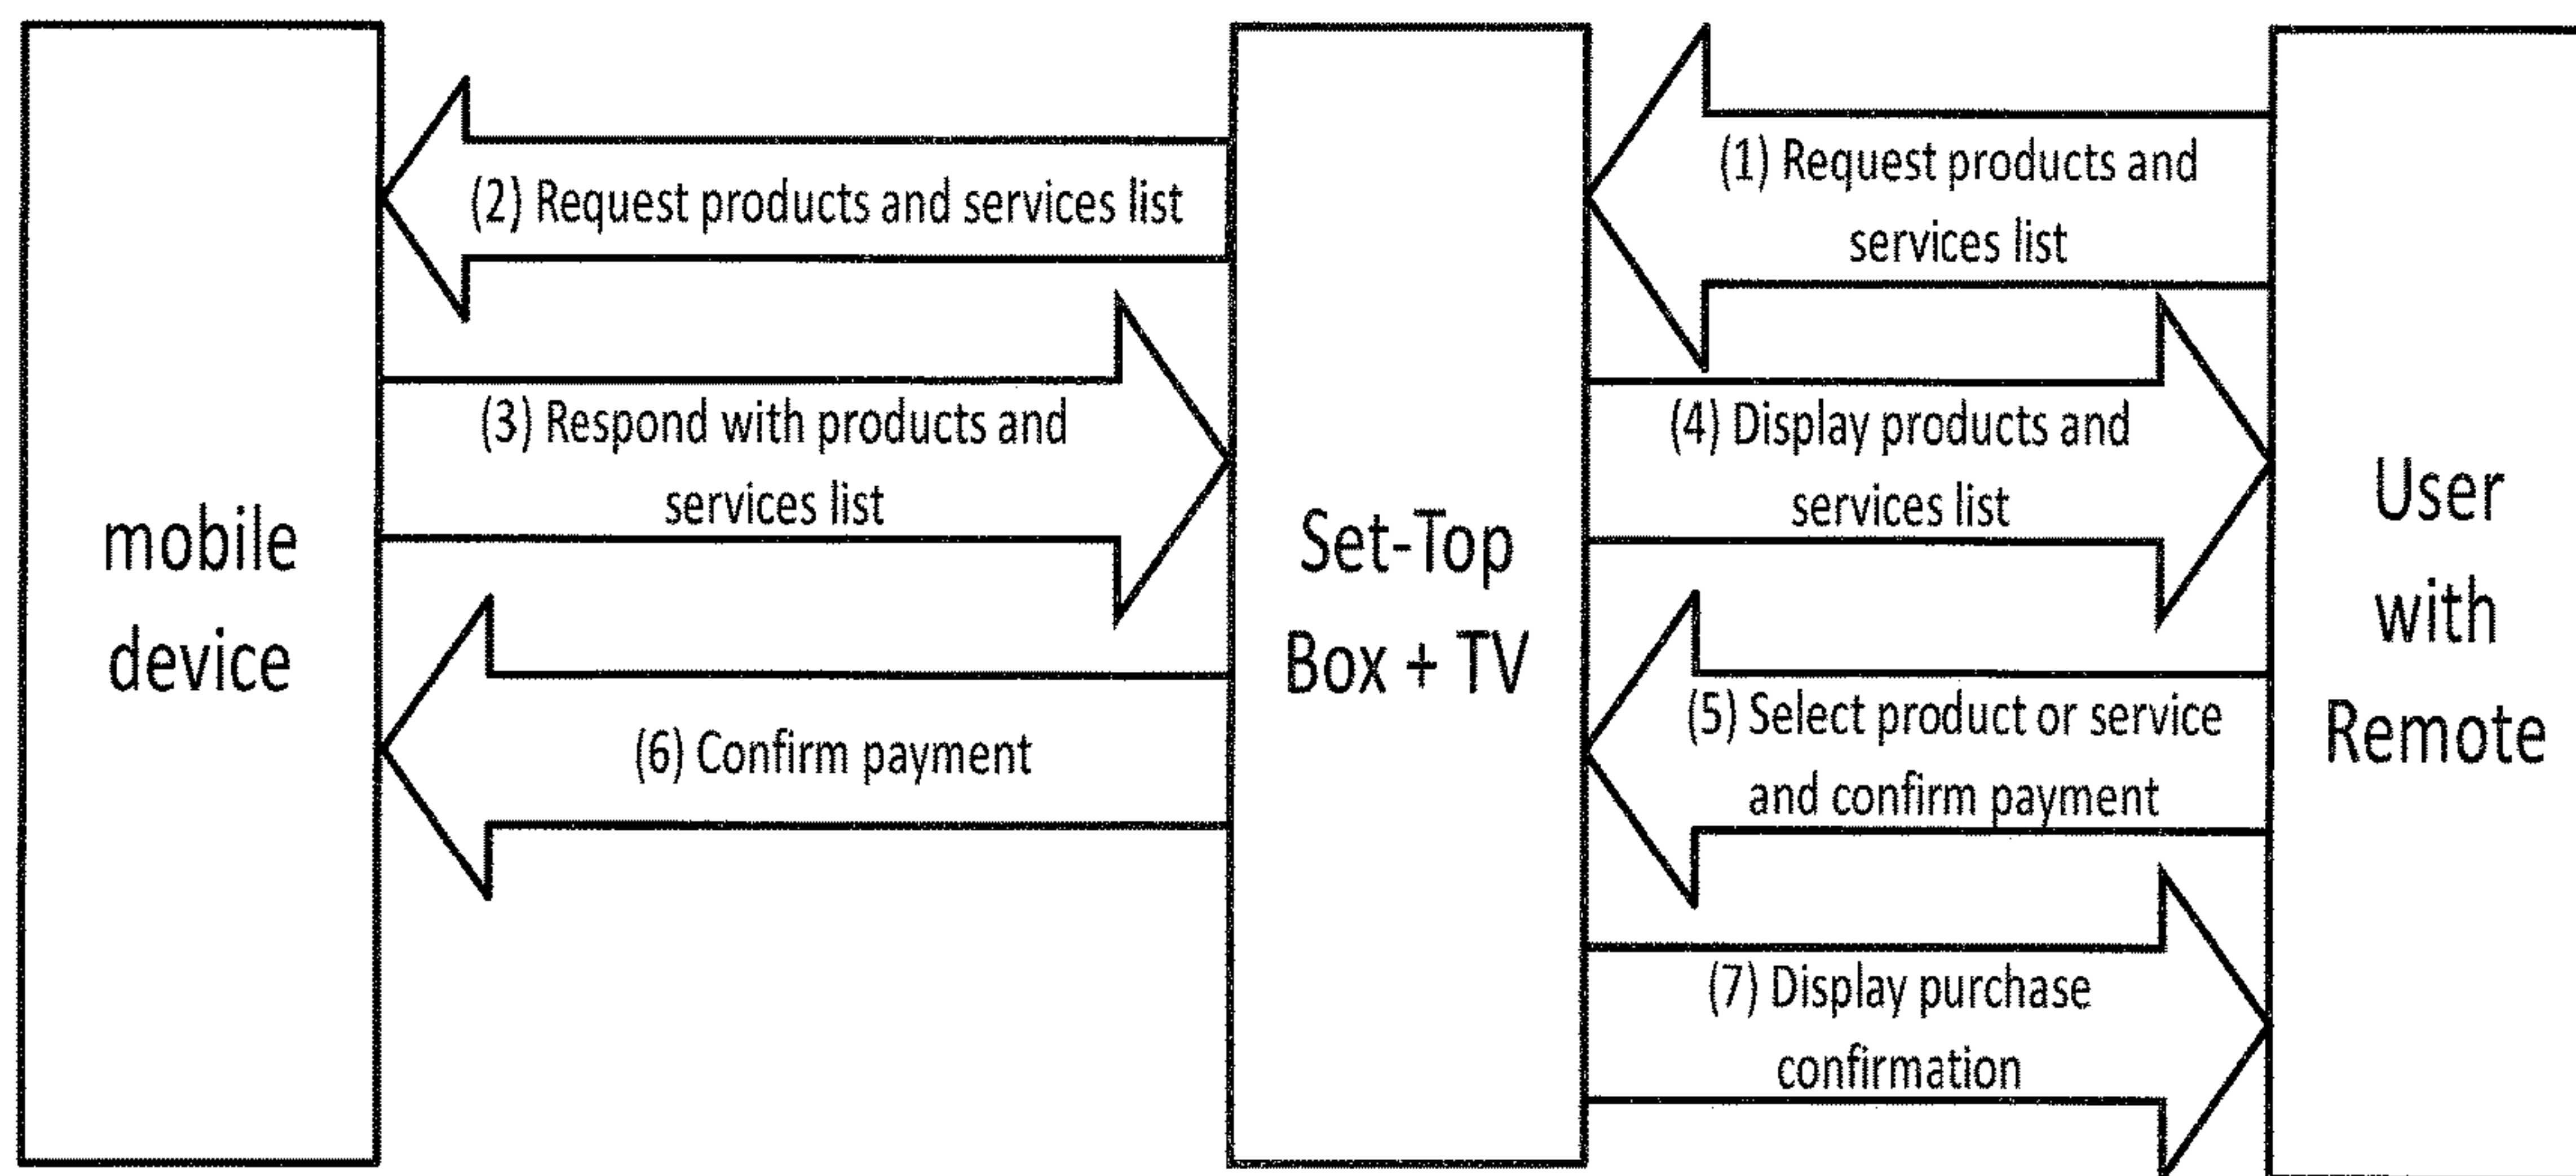 mobile
device
(2) Request products and services list
(3) Respond with products and
services list
(6) Confirm payment
Set-Top
Box + TV
(1) Request products and
services list
(4) Display products and
services list
(5) Select product or service
and confirm payment
(7) Display purchase
confirmation
User
with
Remote